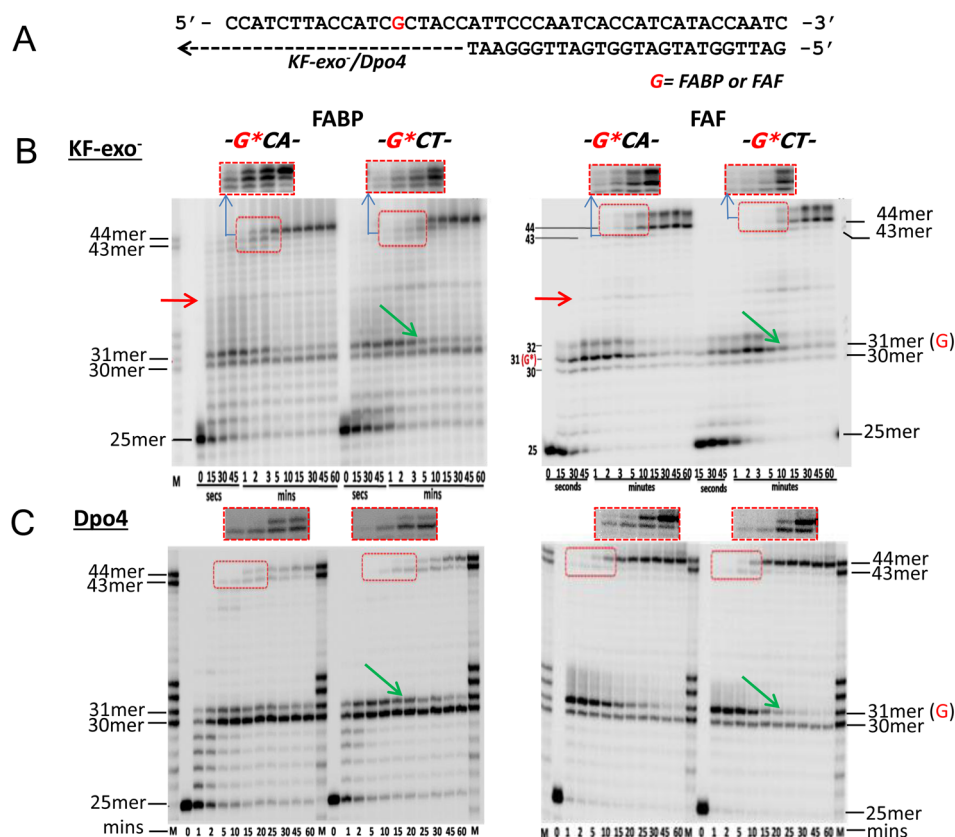 A
5′ - CCATCTTACCATCGCTACCATTCCCAATCACCATCATACCAATC -3′
TAAGGGTTAGTGGTAGTATGGTTAG -5′
KF-exo⁻/Dpo4
G= FABP or FAF
B
KF-exo⁻
FABP
FAF
-G*CA-
-G*CT-
-G*CA-
-G*CT-
44mer
43mer
31mer
30mer
25mer
44
43
32
31 (G*)
30
25
44mer
43mer
31mer (G)
30mer
25mer
M
0 15 30 45 1 2 3 5 10 15 30 45 60
0 15 30 45 1 2 3 5 10 15 30 45 60
0 15 30 45 1 2 3 5 10 15 30 45 60
0 15 30 45 1 2 3 5 10 15 30 45 60
secs
mins
secs
mins
seconds
minutes
seconds
minutes
C
Dpo4
44mer
43mer
31mer
30mer
25mer
44mer
43mer
31mer (G)
30mer
25mer
mins
M 0 1 2 5 10 15 20 25 30 45 60 M 0 1 2 5 10 15 20 25 30 45 60 M
M 0 1 2 5 10 15 20 25 30 45 60 M 0 1 2 5 10 15 20 25 30 45 60 M
mins